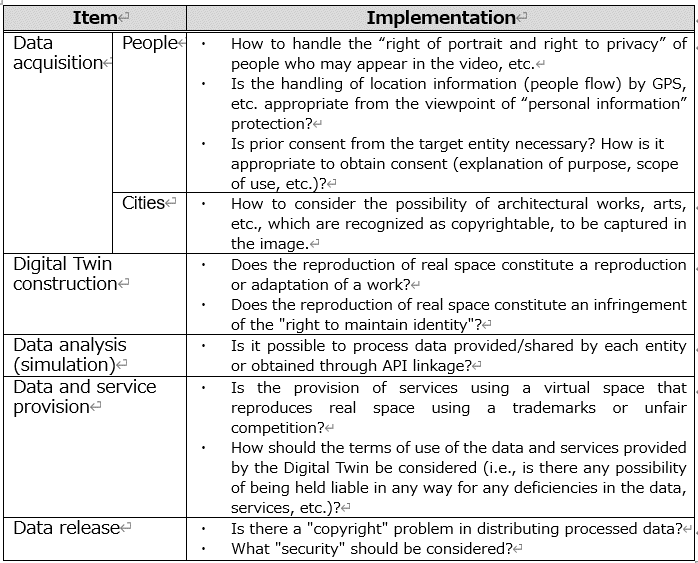 Item Implementation
Data acquisition
People
・ How to handle the “right of portrait and right to privacy” of
people who may appear in the video, etc.
・ Is the handling of location information (people flow) by GPS,
etc. appropriate from the viewpoint of “personal information”
protection?
・ Is prior consent from the target entity necessary? How is it
appropriate to obtain consent (explanation of purpose, scope
of use, etc.)?
Cities
・ How to consider the possibility of architectural works, arts,
etc., which are recognized as copyrightable, to be captured in
the image.
Digital Twin
construction
・ Does the reproduction of real space constitute a reproduction
or adaptation of a work?
・ Does the reproduction of real space constitute an infringement
of the "right to maintain identity"?
Data analysis
(simulation)
・ Is it possible to process data provided/shared by each entity
or obtained through API linkage?
Data and service
provision
・ Is the provision of services using a virtual space that
reproduces real space using a trademarks or unfair
competition?
・ How should the terms of use of the data and services provided
by the Digital Twin be considered (i.e., is there any possibility
of being held liable in any way for any deficiencies in the data,
services, etc.)?
Data release
・ Is there a "copyright" problem in distributing processed data?
・ What "security" should be considered?